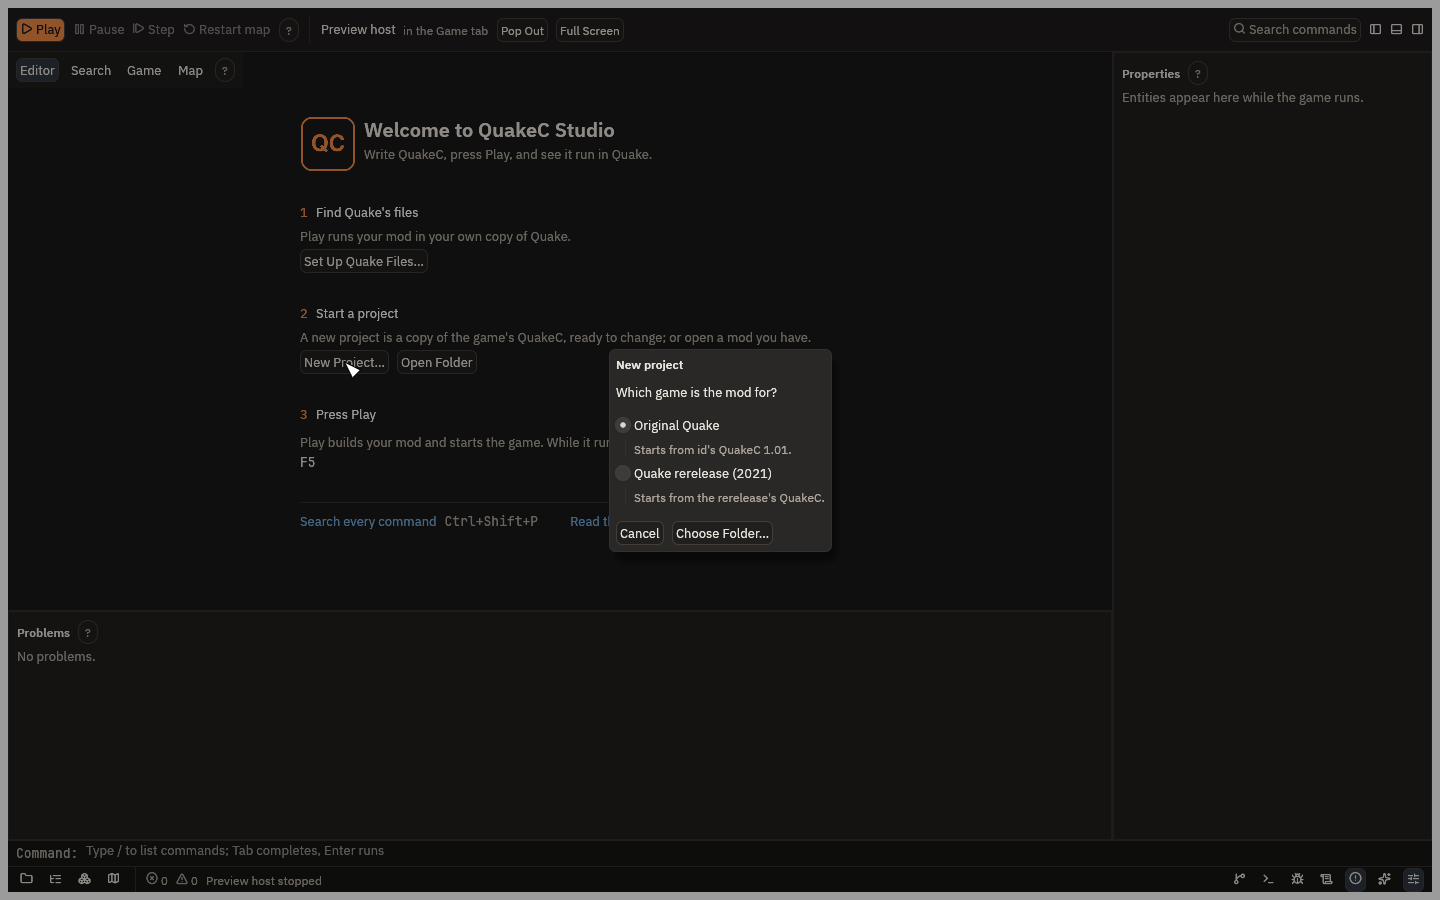 Play Pause Step Restart map ? Preview host in the Game tab Pop Out Full Screen Search commands
Editor Search Game Map ?
Properties ?
Entities appear here while the game runs.
QC
Welcome to QuakeC Studio
Write QuakeC, press Play, and see it run in Quake.
1 Find Quake's files
Play runs your mod in your own copy of Quake.
Set Up Quake Files...
2 Start a project
A new project is a copy of the game's QuakeC, ready to change; or open a mod you have.
New Project... Open Folder
3 Press Play
Play builds your mod and starts the game. While it
F5
Search every command Ctrl+Shift+P Read
New project
Which game is the mod for?
Original Quake
Starts from id's QuakeC 1.01.
Quake rerelease (2021)
Starts from the rerelease's QuakeC.
Cancel Choose Folder...
Problems ?
No problems.
Command: Type / to list commands; Tab completes, Enter runs
0 0 Preview host stopped